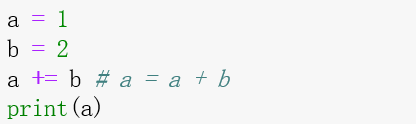 a = 1
b = 2
a += b # a = a + b
print(a)